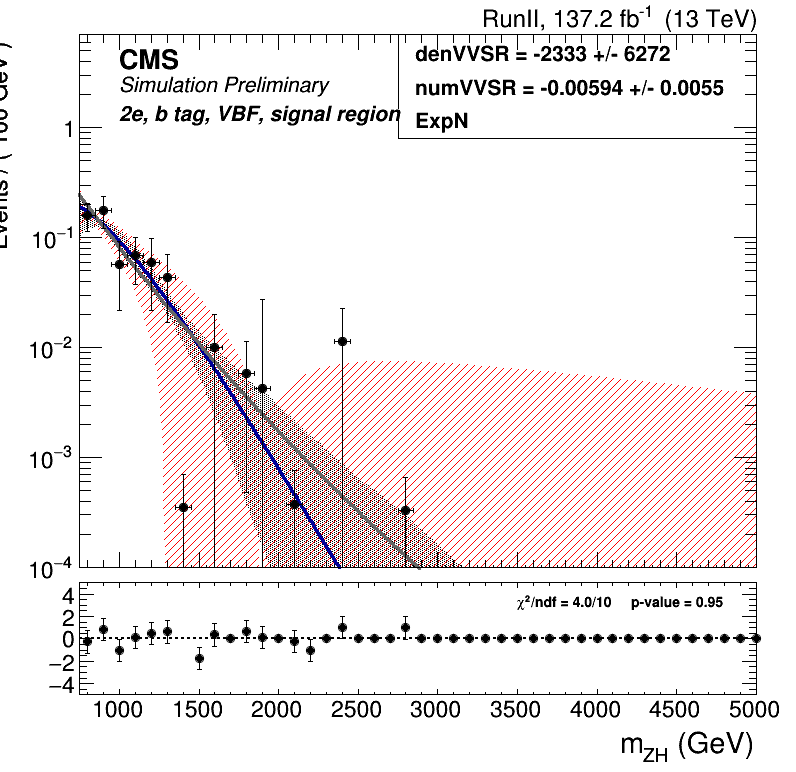 RunII, 137.2 fb⁻¹ (13 TeV)
CMS
Simulation Preliminary
2e, b tag, VBF, signal region
denVVSR = -2333 +/- 6272
numVVSR = -0.00594 +/- 0.0055
ExpN
Events / ( 100 GeV )
1
10⁻¹
10⁻²
10⁻³
10⁻⁴
χ²/ndf = 4.0/10 p-value = 0.95
4
2
0
−2
−4
1000 1500 2000 2500 3000 3500 4000 4500 5000
m_ZH (GeV)